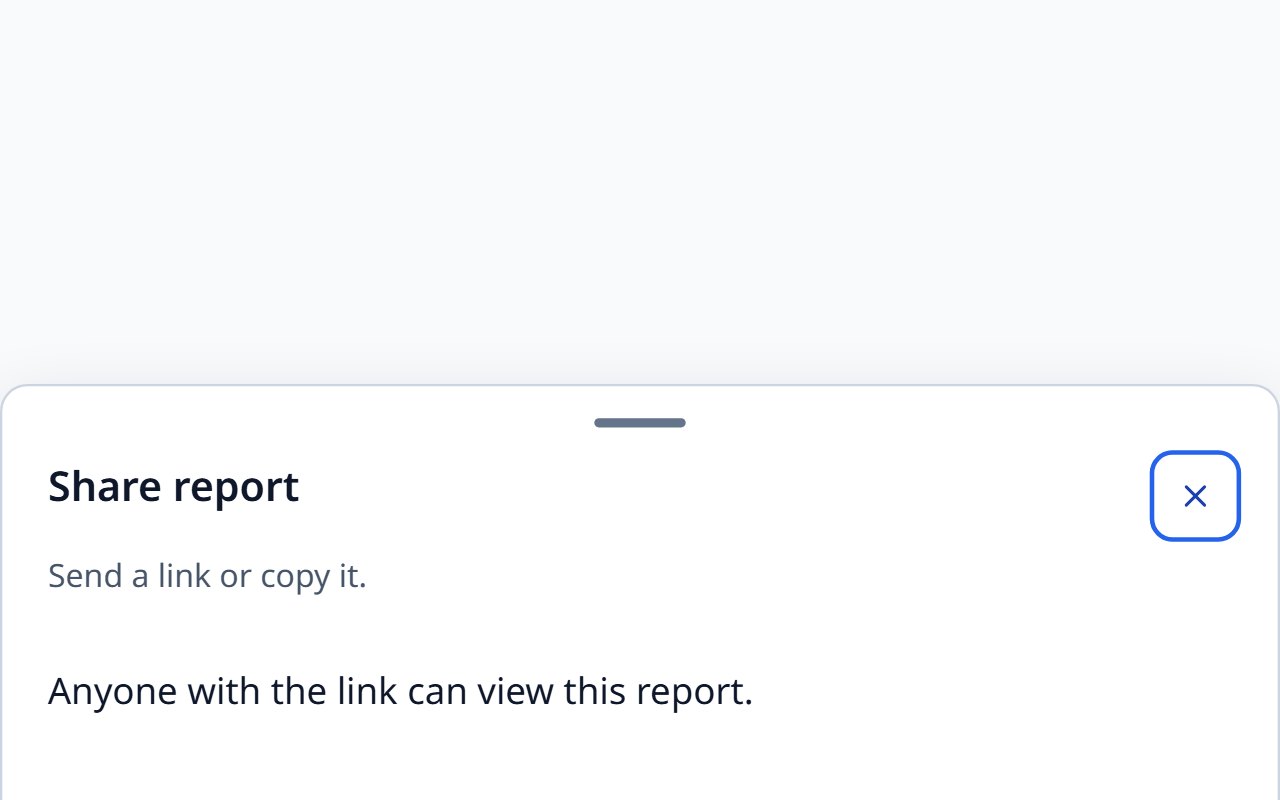 Share report
Send a link or copy it.
Anyone with the link can view this report.